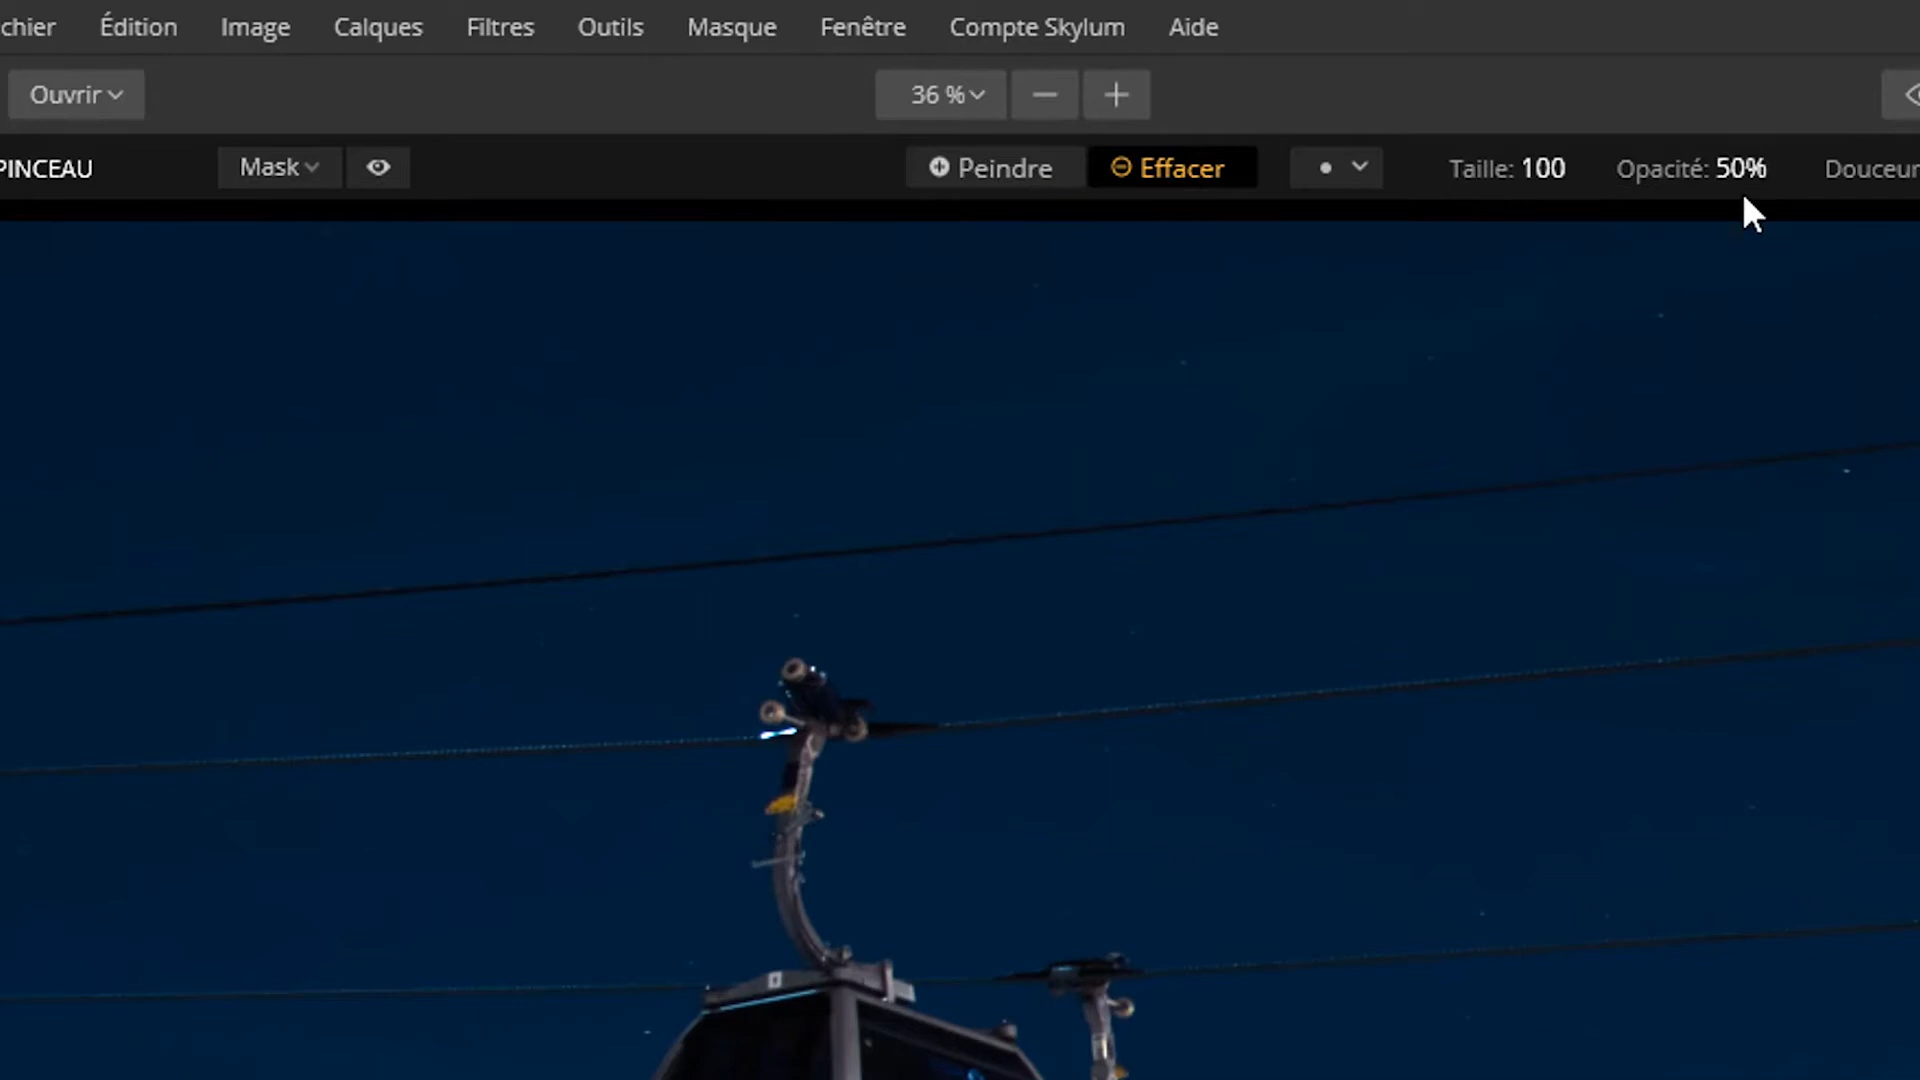 chier Édition Image Calques Filtres Outils Masque Fenêtre Compte Skylum Aide
Ouvrir 36 %
PINCEAU Mask Peindre Effacer Taille: 100 Opacité: 50% Douceur